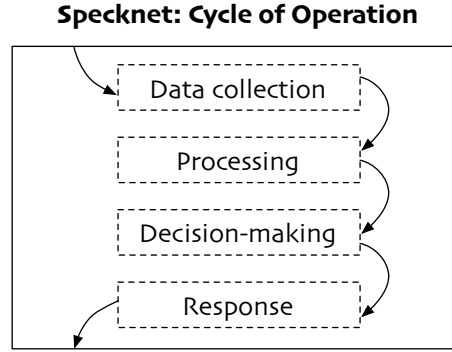 Specknet: Cycle of Operation
Data collection
Processing
Decision-making
Response